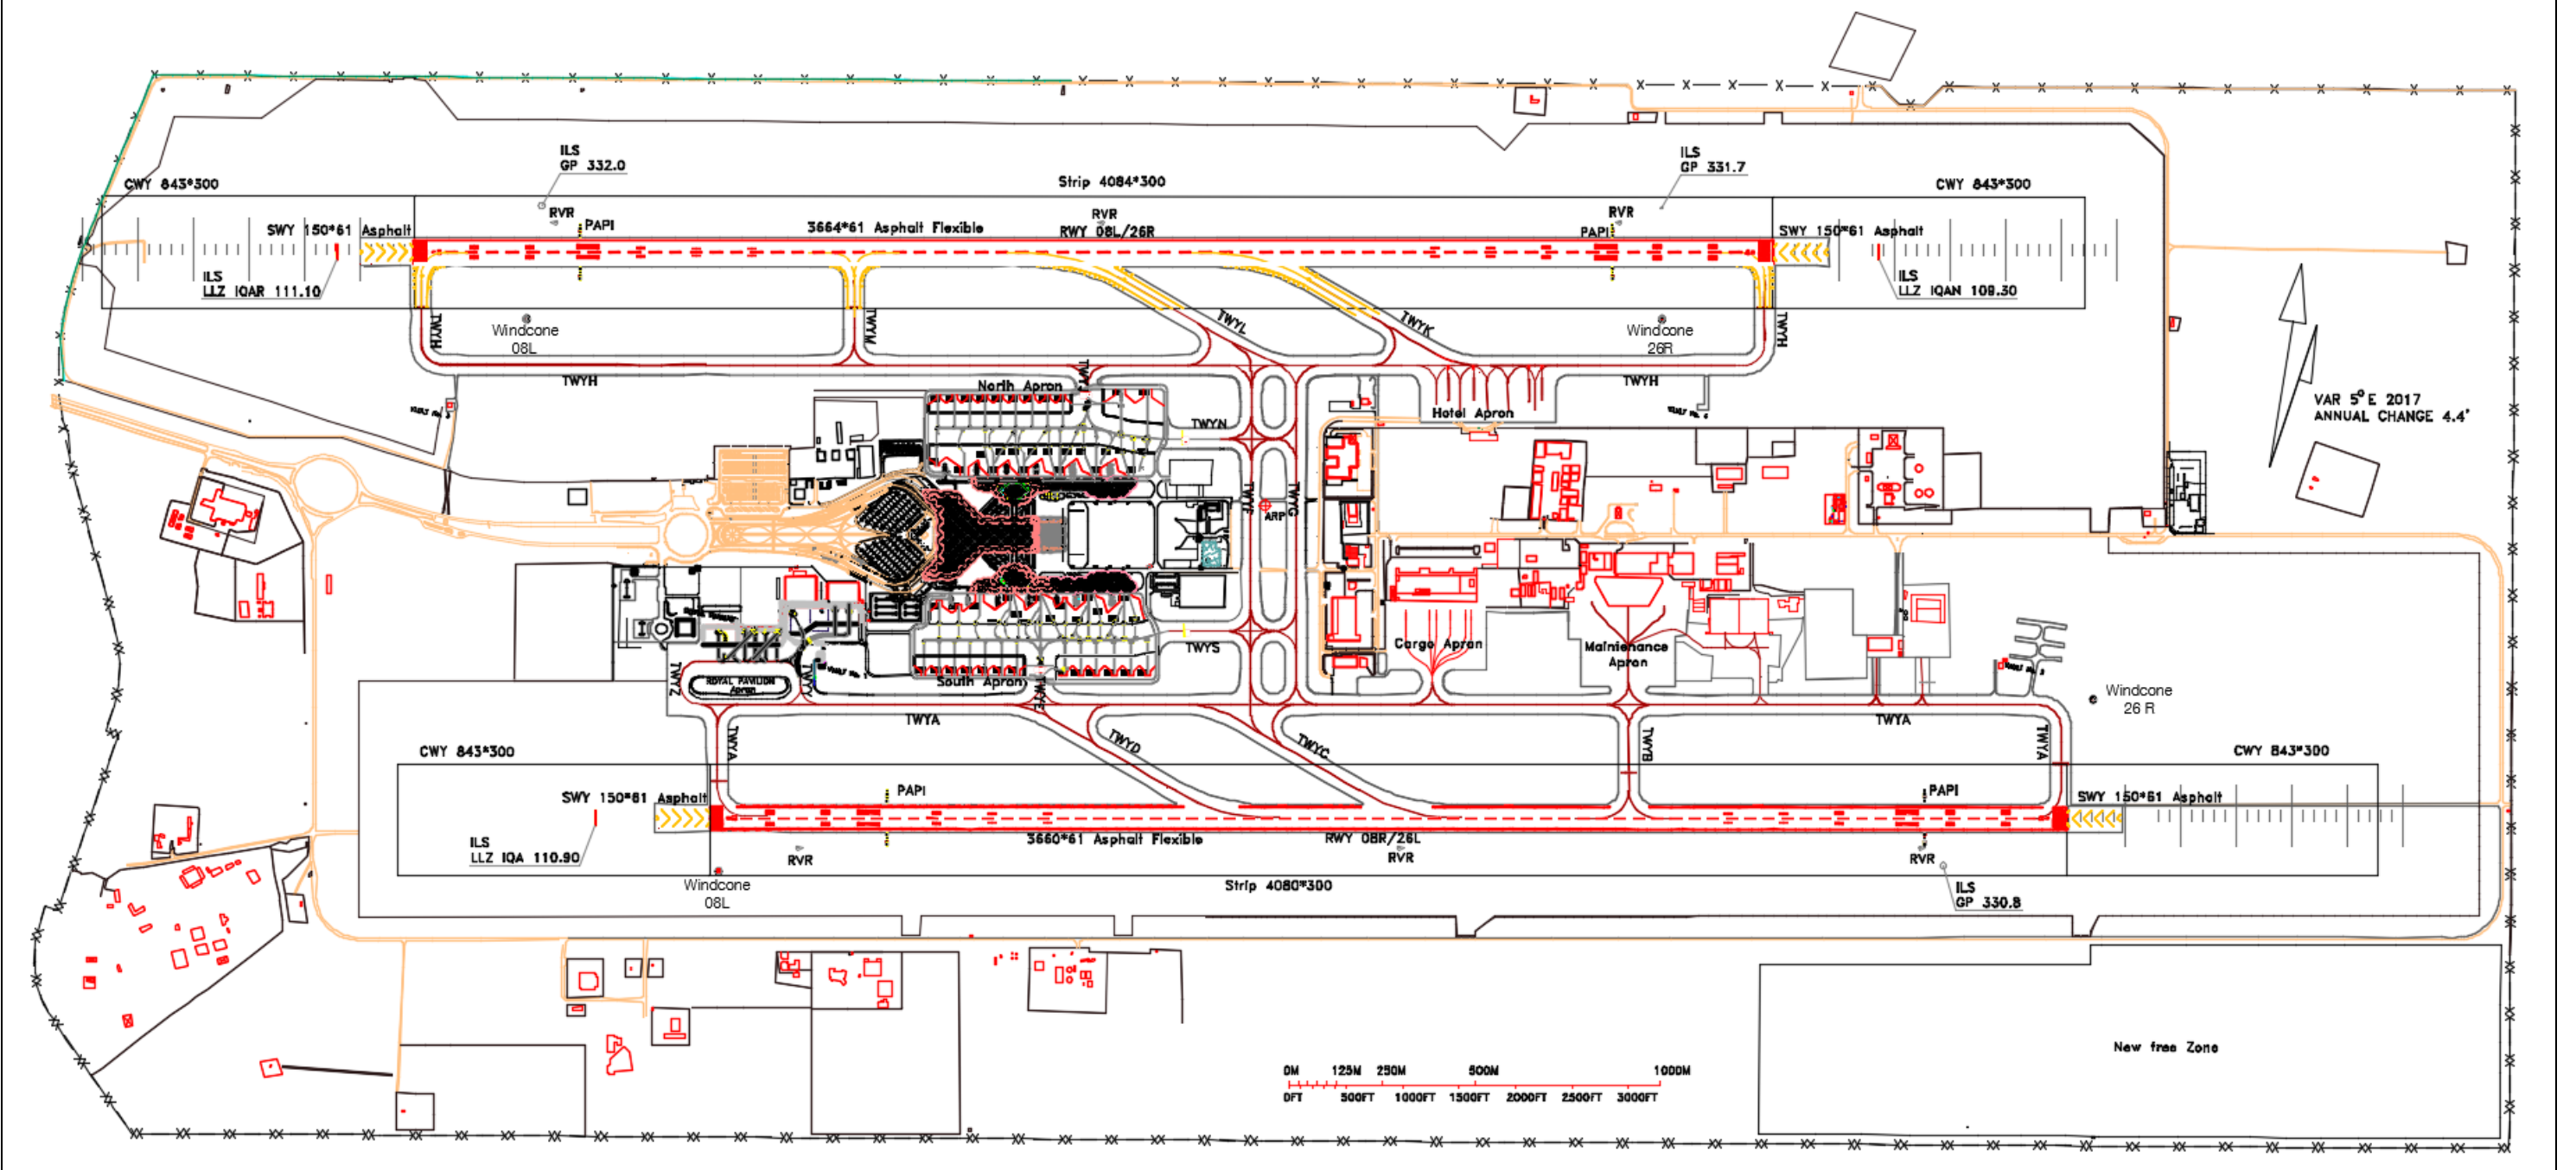 ILS
GP 332.0
ILS
GP 331.7
CWY 843*300
Strip 4084*300
CWY 843*300
RVR
PAPI
RVR
RVR
SWY 150*61 Asphalt
3664*61 Asphalt Flexible
RWY 08L/26R
PAPI
SWY 150*61 Asphalt
ILS
LLZ IQAR 111.10
ILS
LLZ IQAN 109.30
TWYH
Windcone
08L
TWYM
TWYL
TWYK
Windcone
26R
TWYH
TWYH
TWYJ
TWYH
North Apron
Hotel Apron
VAR 5° E 2017
ANNUAL CHANGE 4.4'
TWYN
TWYF
TWYG
ARP
TWYS
Cargo Apron
Maintenance
Apron
TWYZ
ROYAL PAVILION
Apron
TWYY
South Apron
TWYE
Windcone
26 R
TWYA
TWYA
TWYA
TWYD
TWYC
TWYB
TWYA
CWY 843*300
CWY 843*300
SWY 150*61 Asphalt
PAPI
PAPI
SWY 150*61 Asphalt
ILS
LLZ IQA 110.90
RVR
3660*61 Asphalt Flexible
RWY 08R/26L
RVR
RVR
Windcone
08L
Strip 4080*300
ILS
GP 330.8
New free Zone
0M 125M 250M 500M 1000M
0FT 500FT 1000FT 1500FT 2000FT 2500FT 3000FT